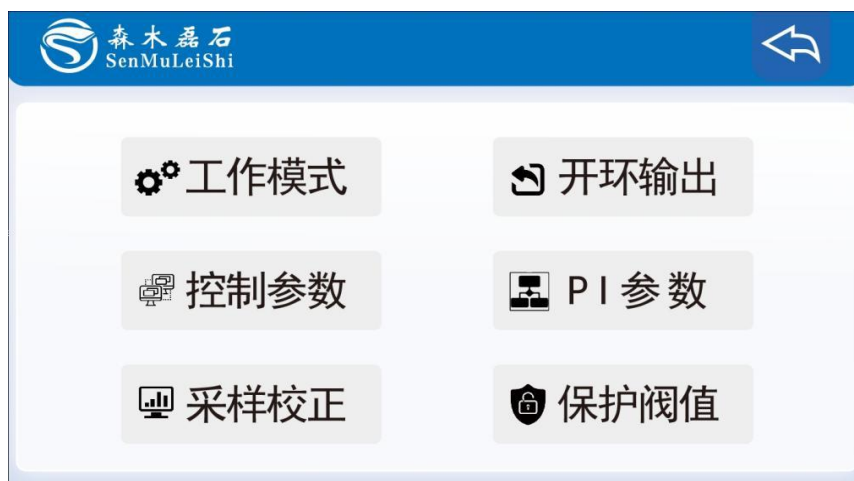 森木磊石
SenMuLeiShi
工作模式
开环输出
控制参数
PI参数
采样校正
保护阀值